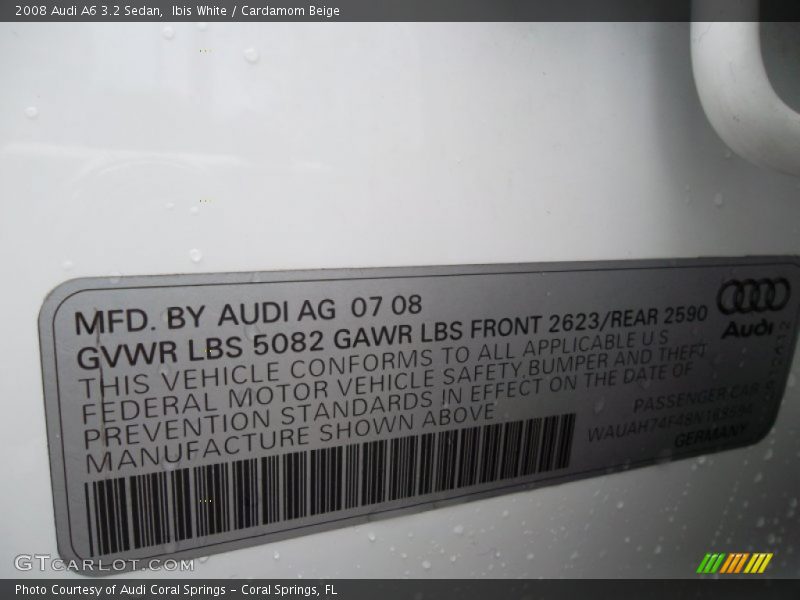 2008 Audi A6 3.2 Sedan, Ibis White / Cardamom Beige
MFD. BY AUDI AG 07 08
GVWR LBS 5082 GAWR LBS FRONT 2623/REAR 2590
THIS VEHICLE CONFORMS TO ALL APPLICABLE U.S
FEDERAL MOTOR VEHICLE SAFETY,BUMPER AND THEFT
PREVENTION STANDARDS IN EFFECT ON THE DATE OF
MANUFACTURE SHOWN ABOVE
Audi
PASSENGER CAR
GERMANY
GTCARLOT.COM
Photo Courtesy of Audi Coral Springs - Coral Springs, FL